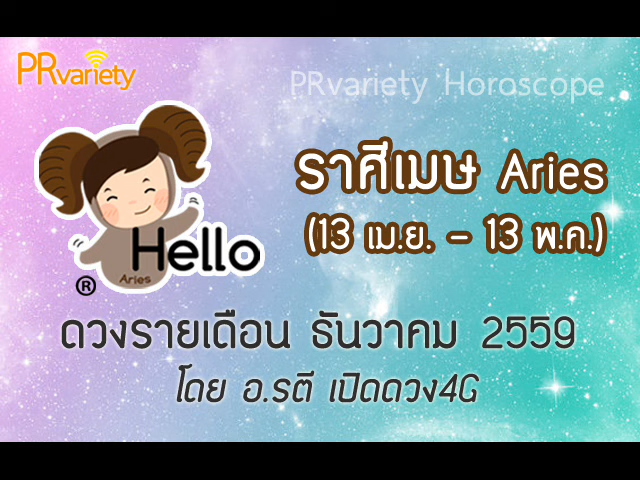 PRvariety
PRvariety Horoscope
ราศีเมษ Aries
(13 เม.ย. - 13 พ.ค.)
Hello
Aries
®
ดวงรายเดือน ธันวาคม 2559
โดย อ.รตี เปิดดวง4G